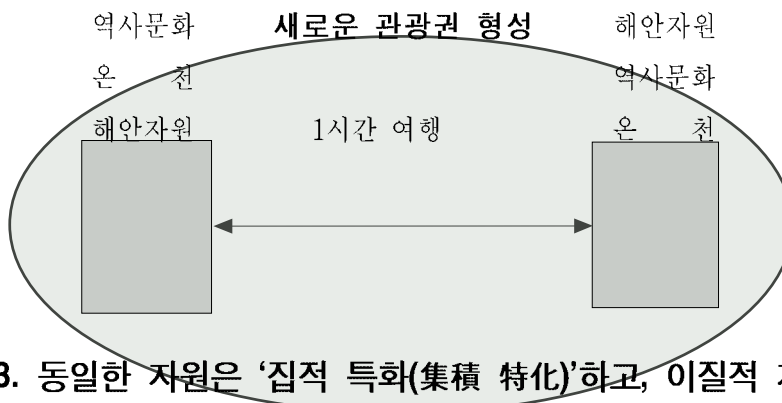 역사문화 새로운 관광권 형성 해안자원
온 천 역사문화
해안자원 1시간 여행 온 천
3. 동일한 자원은 ‘집적 특화(集積 特化)’하고, 이질적